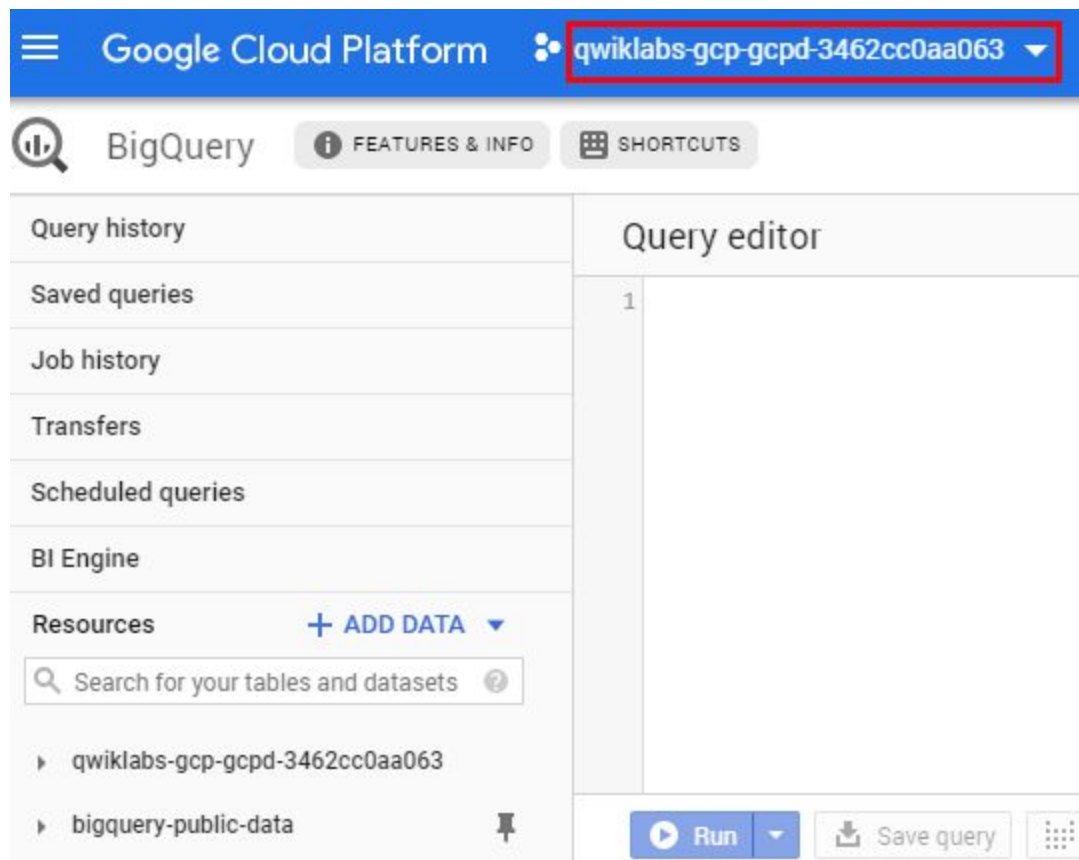 Google Cloud Platform qwiklabs-gcp-gcpd-3462cc0aa063
BigQuery FEATURES & INFO SHORTCUTS
Query history
Saved queries
Job history
Transfers
Scheduled queries
BI Engine
Resources + ADD DATA
Search for your tables and datasets
qwiklabs-gcp-gcpd-3462cc0aa063
bigquery-public-data
Query editor
1
Run Save query